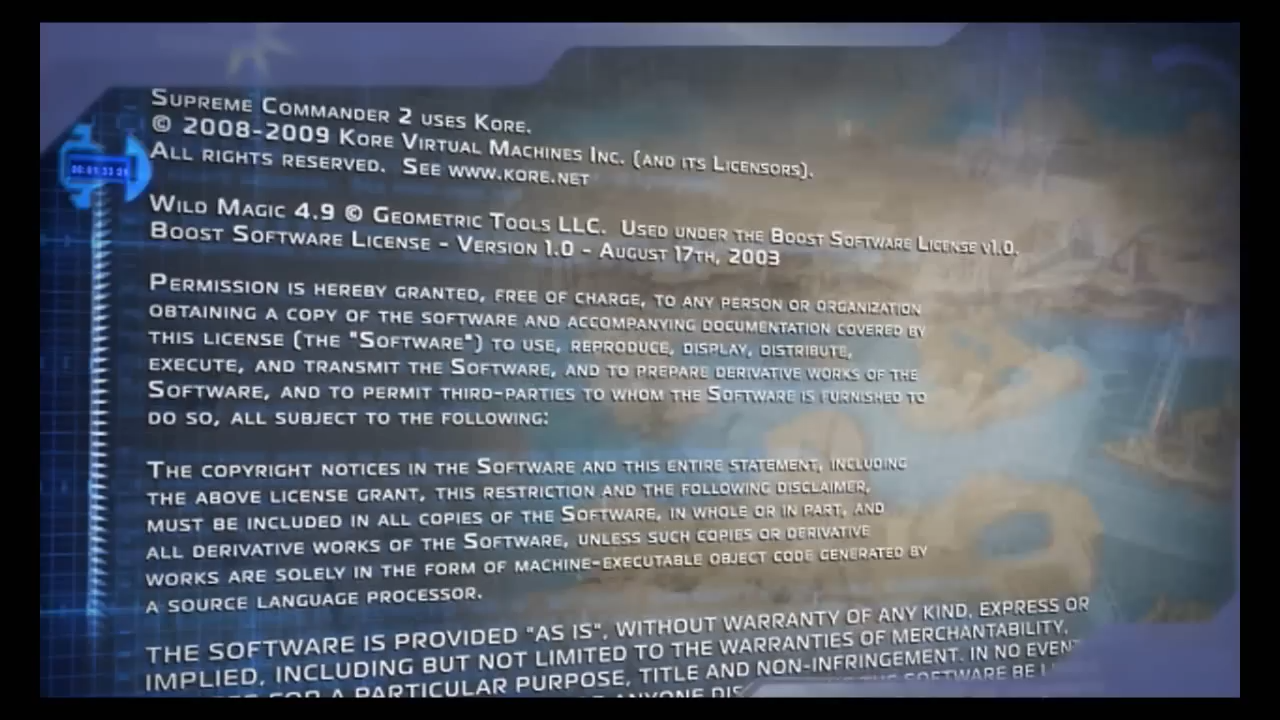 Supreme Commander 2 uses Kore.
© 2008-2009 Kore Virtual Machines Inc. (and its Licensors).
All rights reserved. See www.kore.net
Wild Magic 4.9 © Geometric Tools LLC. Used under the Boost Software License v1.0.
Boost Software License - Version 1.0 - August 17th, 2003
Permission is hereby granted, free of charge, to any person or organization
obtaining a copy of the software and accompanying documentation covered by
this license (the "Software") to use, reproduce, display, distribute,
execute, and transmit the Software, and to prepare derivative works of the
Software, and to permit third-parties to whom the Software is furnished to
do so, all subject to the following:
The copyright notices in the Software and this entire statement, including
the above license grant, this restriction and the following disclaimer,
must be included in all copies of the Software, in whole or in part, and
all derivative works of the Software, unless such copies or derivative
works are solely in the form of machine-executable object code generated by
a source language processor.
THE SOFTWARE IS PROVIDED "AS IS", WITHOUT WARRANTY OF ANY KIND, EXPRESS OR
IMPLIED, INCLUDING BUT NOT LIMITED TO THE WARRANTIES OF MERCHANTABILITY,
FOR A PARTICULAR PURPOSE, TITLE AND NON-INFRINGEMENT. IN NO EVENT
ANYONE SOFTWARE BE